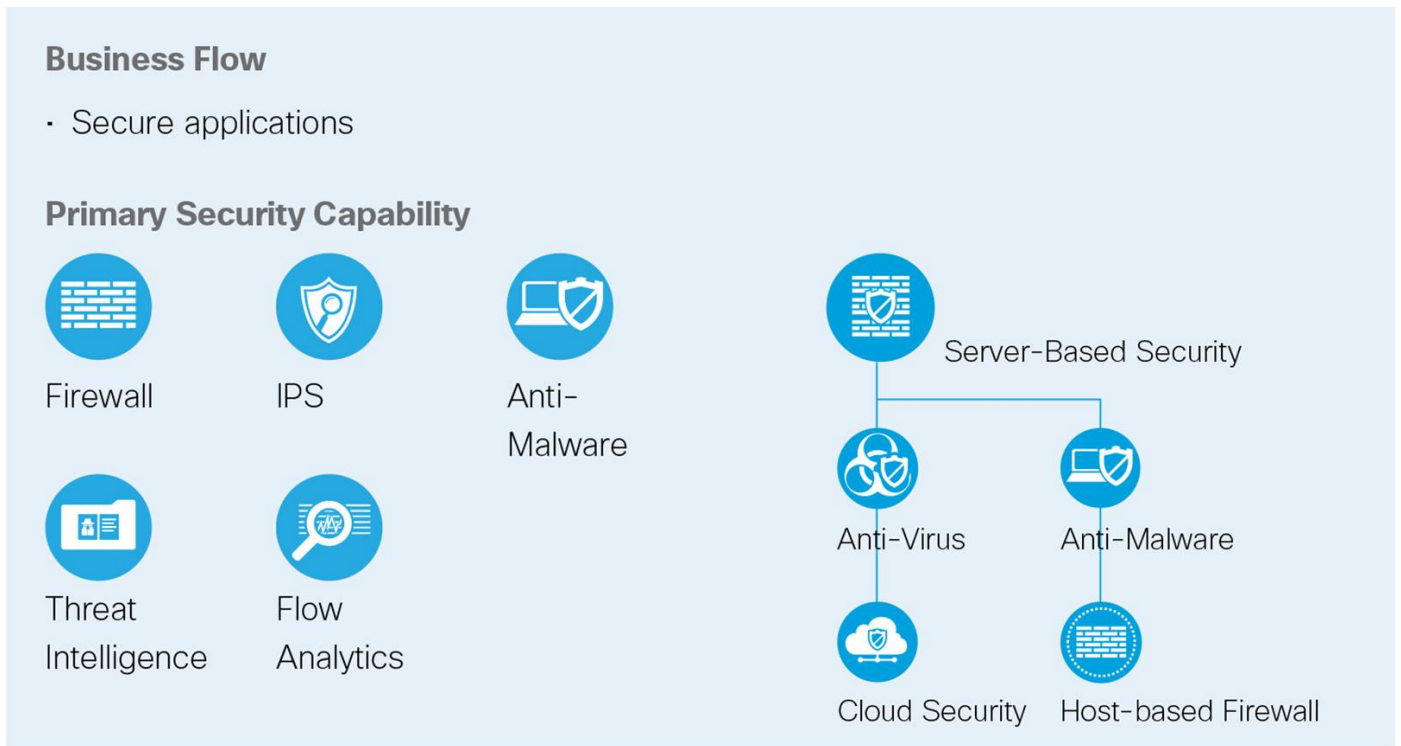 Business Flow
· Secure applications
Primary Security Capability
Firewall
IPS
Anti-
Malware
Threat
Intelligence
Flow
Analytics
Server-Based Security
Anti-Virus
Anti-Malware
Cloud Security
Host-based Firewall